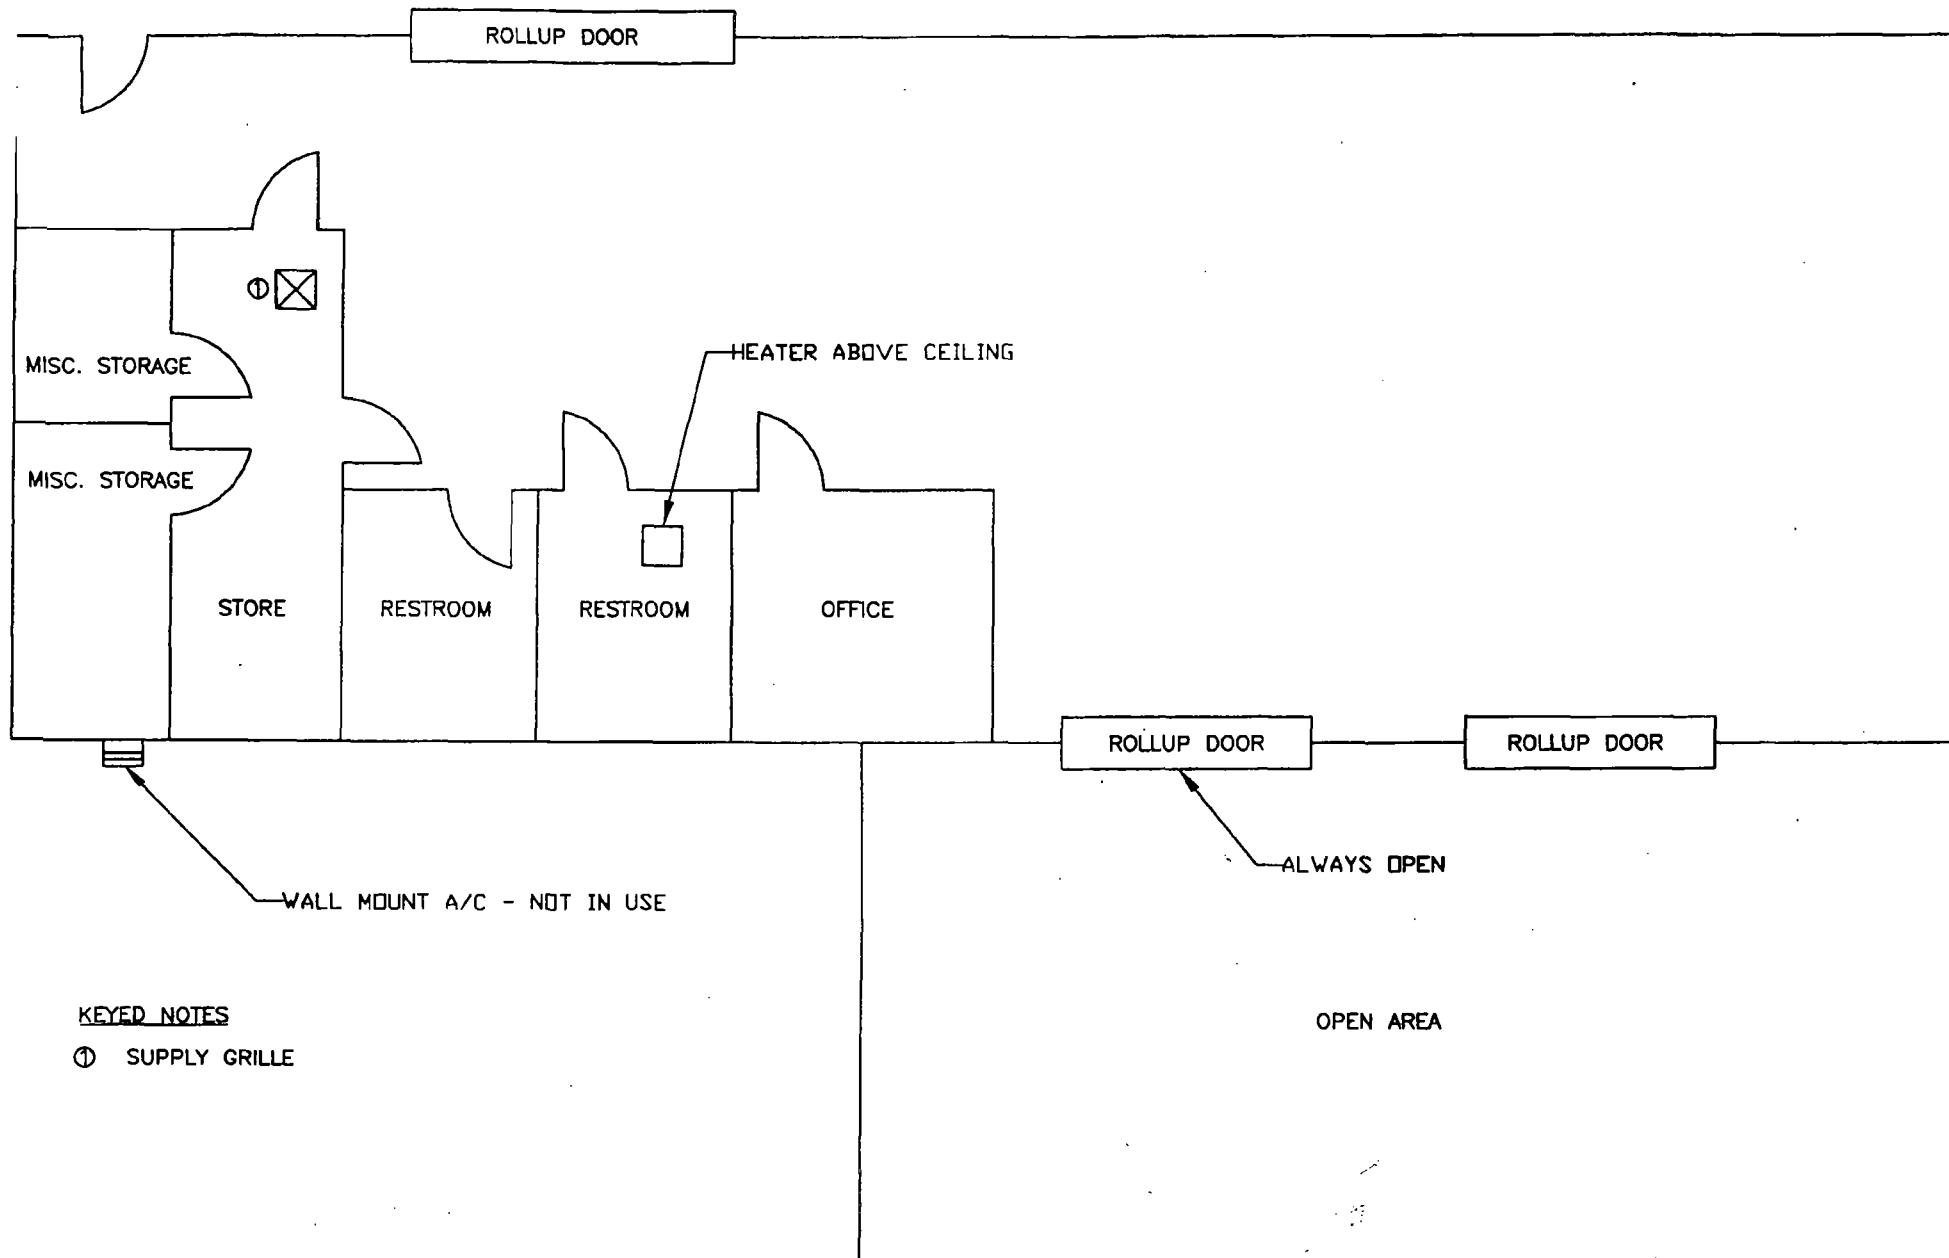 ROLLUP DOOR
①
HEATER ABOVE CEILING
MISC. STORAGE
MISC. STORAGE
STORE
RESTROOM
RESTROOM
OFFICE
ROLLUP DOOR
ROLLUP DOOR
ALWAYS OPEN
WALL MOUNT A/C - NOT IN USE
KEYED NOTES
① SUPPLY GRILLE
OPEN AREA